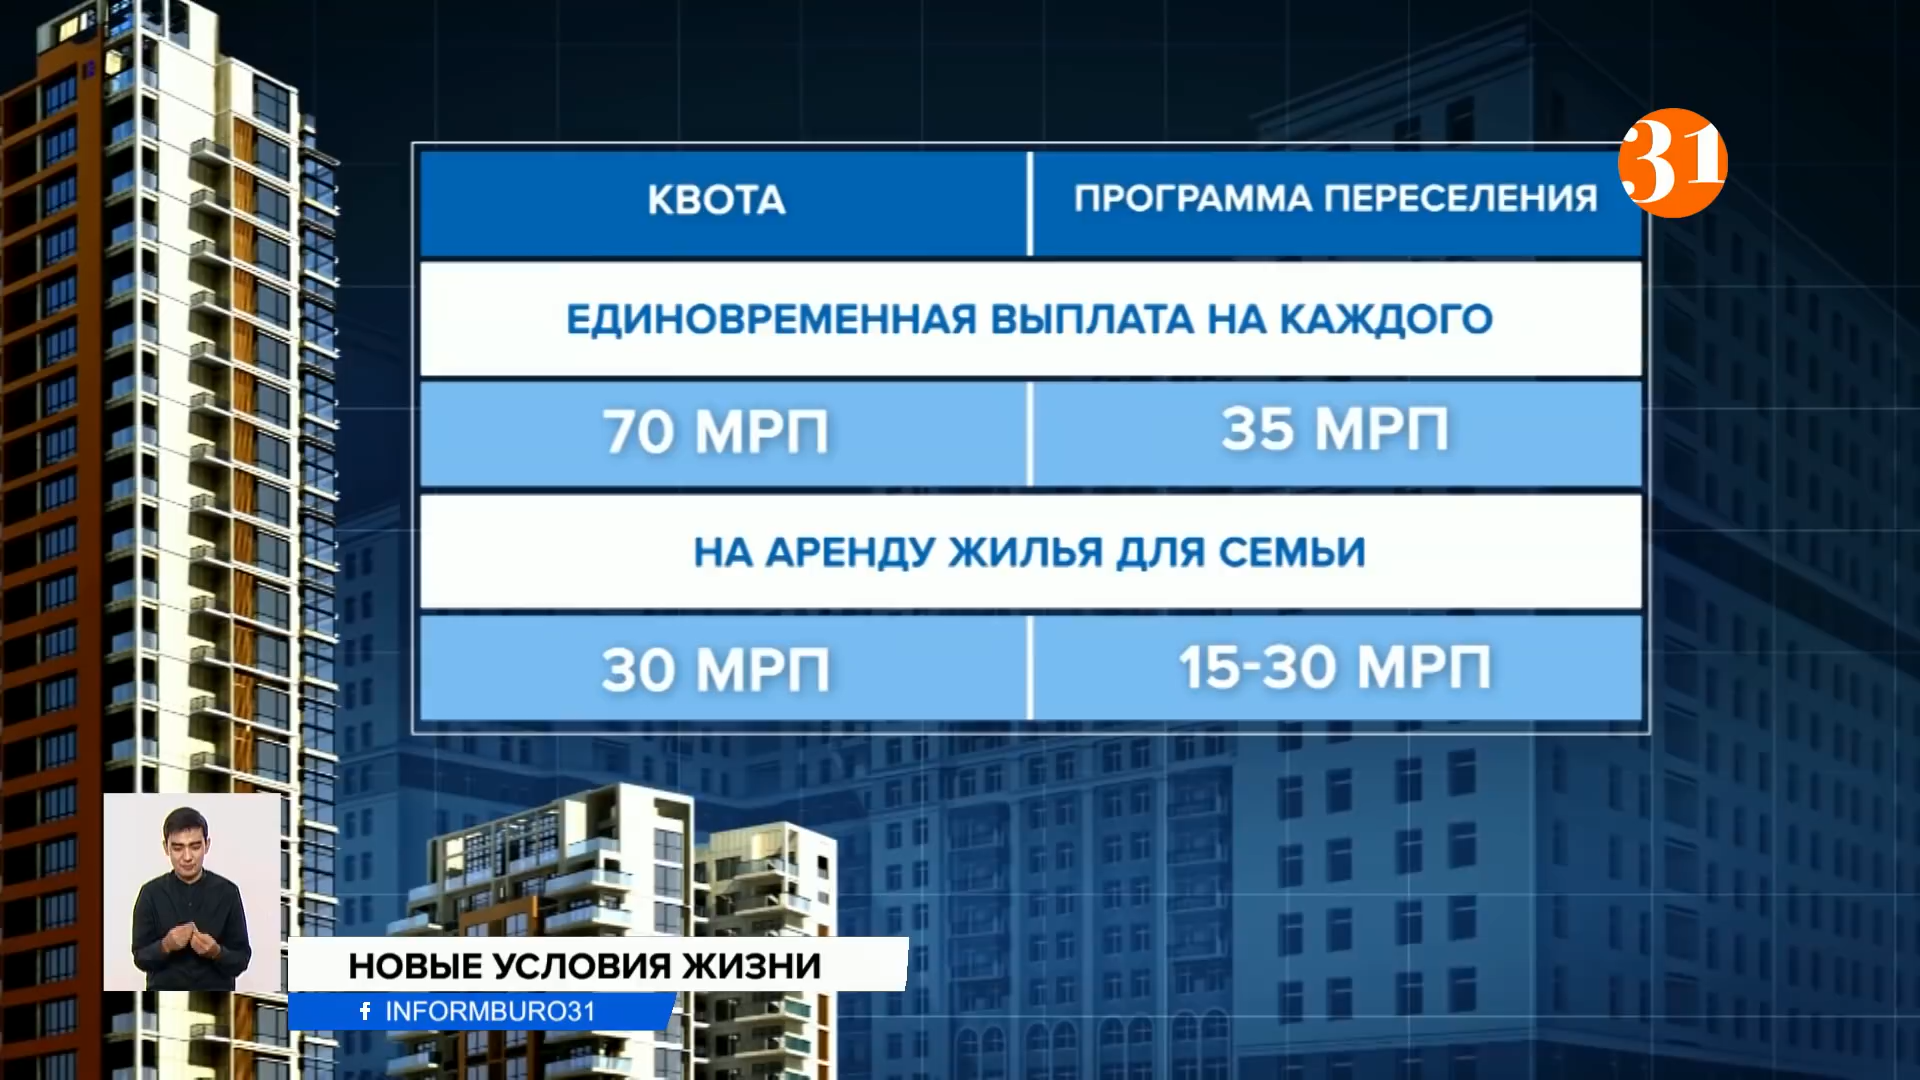 31
КВОТА
ПРОГРАММА ПЕРЕСЕЛЕНИЯ
ЕДИНОВРЕМЕННАЯ ВЫПЛАТА НА КАЖДОГО
70 МРП
35 МРП
НА АРЕНДУ ЖИЛЬЯ ДЛЯ СЕМЬИ
30 МРП
15-30 МРП
НОВЫЕ УСЛОВИЯ ЖИЗНИ
f INFORMBURO31